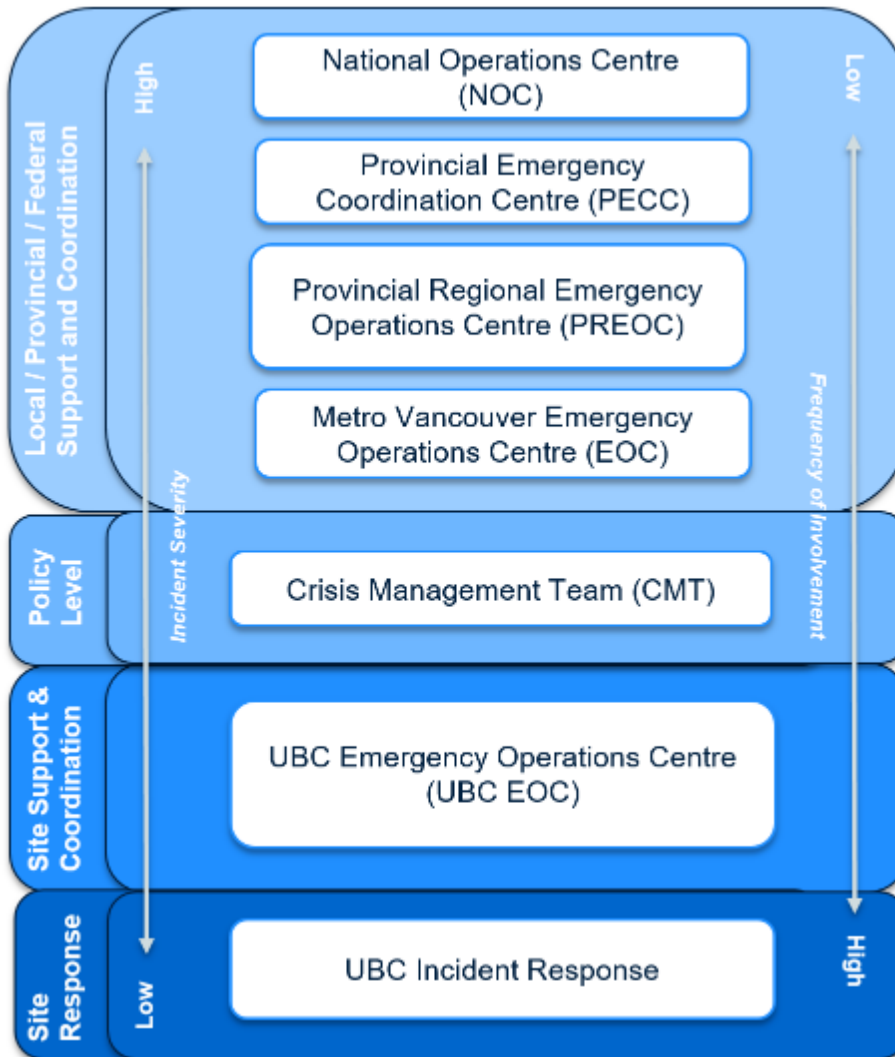 Local / Provincial / Federal
Support and Coordination
High
Low
National Operations Centre
(NOC)
Provincial Emergency
Coordination Centre (PECC)
Provincial Regional Emergency
Operations Centre (PREOC)
Metro Vancouver Emergency
Operations Centre (EOC)
Incident Severity
Frequency of Involvement
Policy
Level
Crisis Management Team (CMT)
Site Support &
Coordination
UBC Emergency Operations Centre
(UBC EOC)
Site
Response
Low
High
UBC Incident Response